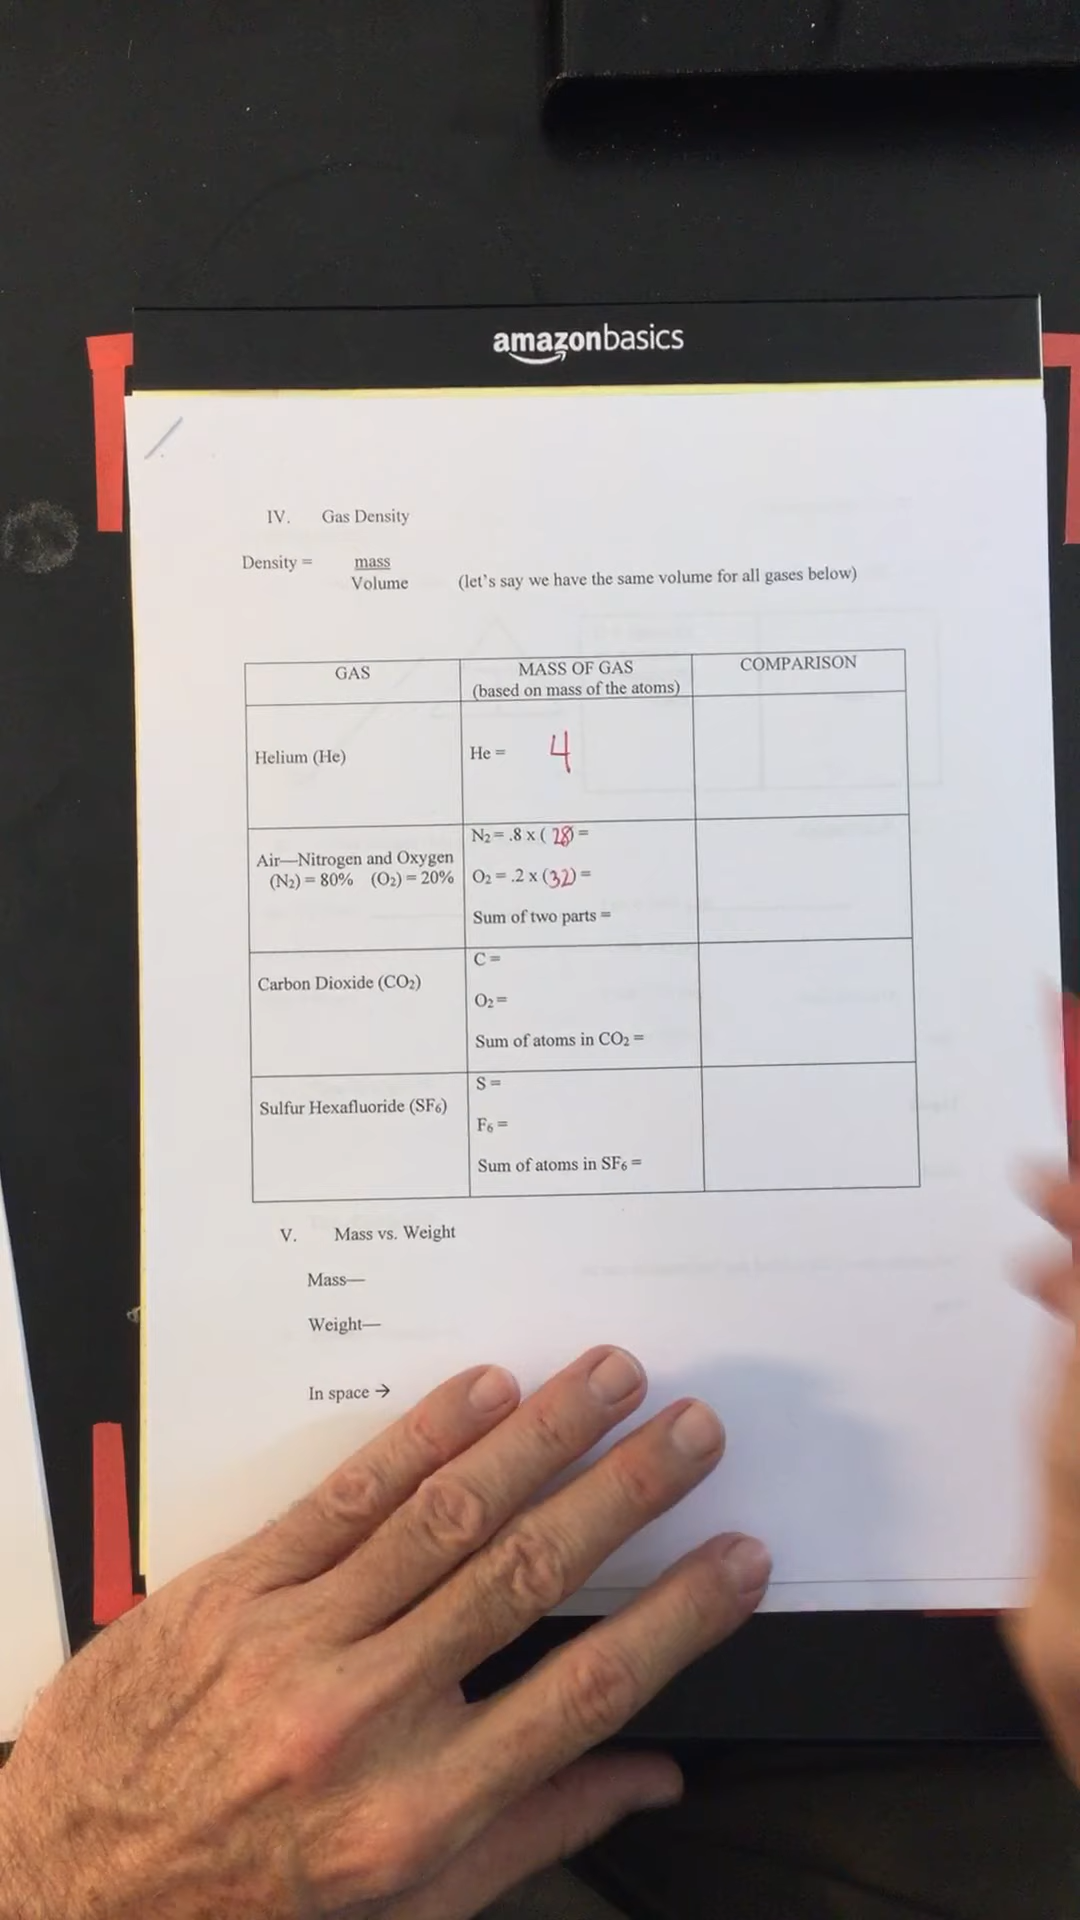 amazonbasics
IV. Gas Density
Density = mass
Volume (let's say we have the same volume for all gases below)
GAS MASS OF GAS COMPARISON
(based on mass of the atoms)
Helium (He) He = 4
N₂ = .8 x ( 28) =
Air—Nitrogen and Oxygen
(N₂) = 80% (O₂) = 20% O₂ = .2 x (32) =
Sum of two parts =
C =
Carbon Dioxide (CO₂)
O₂ =
Sum of atoms in CO₂ =
S =
Sulfur Hexafluoride (SF₆)
F₆ =
Sum of atoms in SF₆ =
V. Mass vs. Weight
Mass—
Weight—
In space →